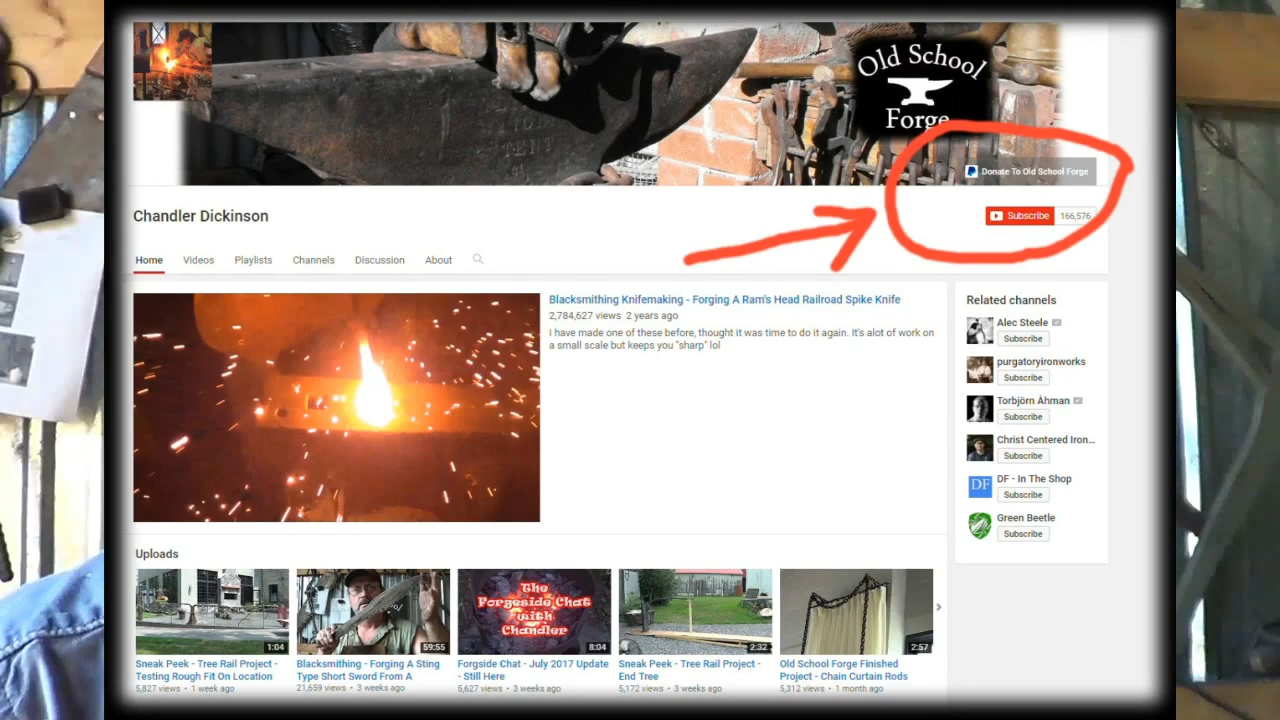 Old School
Forge
Donate To Old School Forge
Chandler Dickinson
Subscribe 166,576
Home Videos Playlists Channels Discussion About
Blacksmithing Knifemaking - Forging A Ram's Head Railroad Spike Knife
2,784,627 views 2 years ago
I have made one of these before, thought it was time to do it again. It's alot of work on
a small scale but keeps you "sharp" lol
Related channels
Alec Steele
Subscribe
purgatoryironworks
Subscribe
Torbjörn Åhman
Subscribe
Christ Centered Iron...
Subscribe
DF
DF - In The Shop
Subscribe
Green Beetle
Subscribe
Uploads
1:04
Sneak Peek - Tree Rail Project -
Testing Rough Fit On Location
5,827 views • 1 week ago
59:55
Blacksmithing - Forging A Sting
Type Short Sword From A
21,659 views • 3 weeks ago
The
Forgeside Chat
with
Chandler
8:04
Forgside Chat - July 2017 Update
- Still Here
5,627 views • 3 weeks ago
2:32
Sneak Peek - Tree Rail Project -
End Tree
5,172 views • 3 weeks ago
2:57
Old School Forge Finished
Project - Chain Curtain Rods
5,312 views • 1 month ago